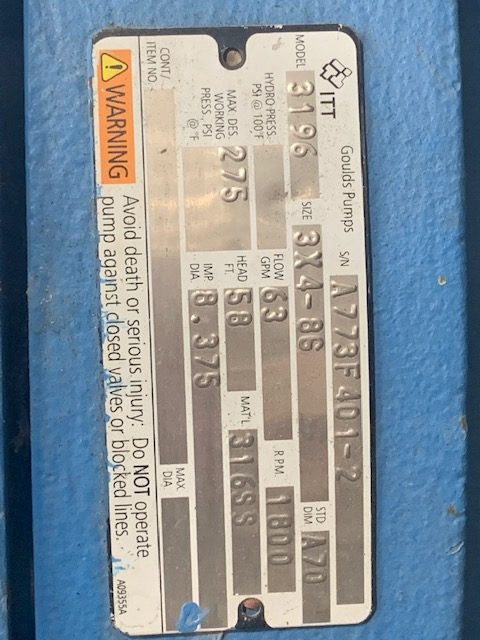 ITT Goulds Pumps S/N A773F401-2
MODEL 3196 SIZE 3X4-8G STD. DIM A70
HYDRO PRESS. PSI @ 100°F FLOW GPM 63 R.P.M. 1800
MAX. DES. WORKING PRESS., PSI @ °F 275 HEAD FT. 58 MAT'L 316SS
IMP. DIA. 8.375 MAX. DIA.
CONT./ ITEM NO.
WARNING Avoid death or serious injury. Do NOT operate
pump against closed valves or blocked lines.
A09355A